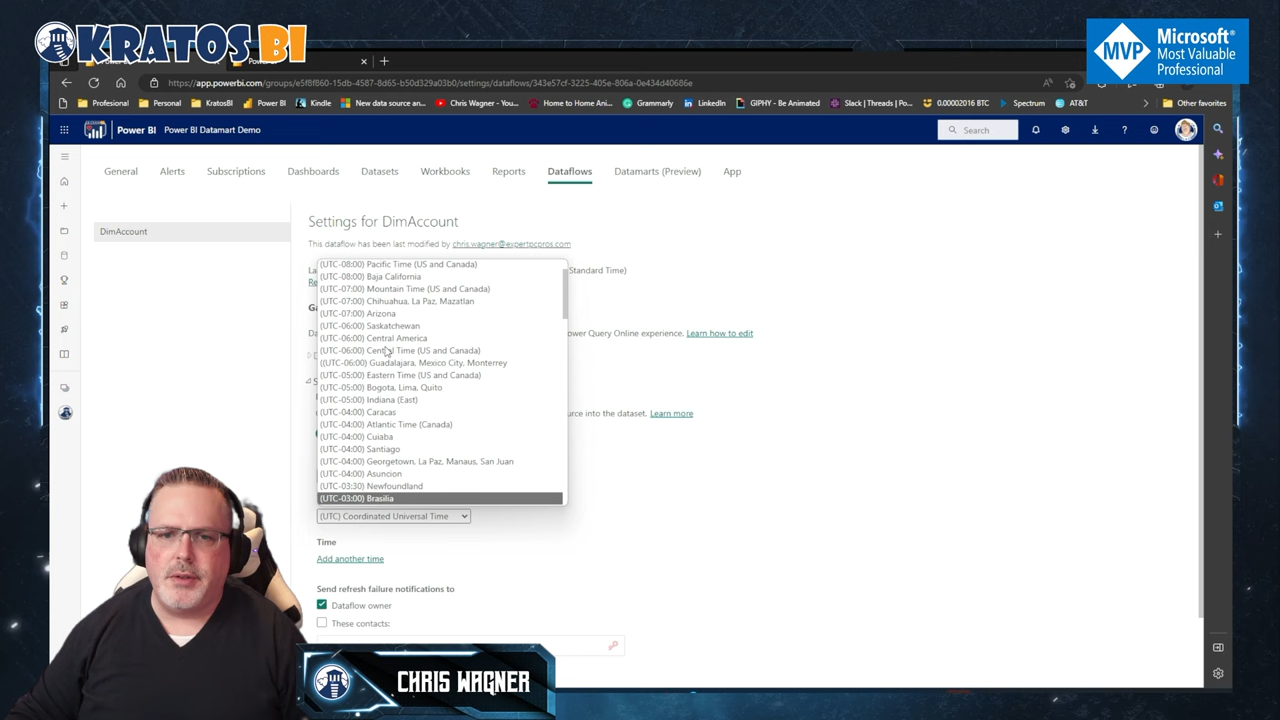 KRATOS BI
MVP
Microsoft®
Most Valuable
Professional
https://app.powerbi.com/groups/e5f8f860-15db-4587-8d65-b50d329a03b0/settings/dataflows/343e57cf-3225-405e-806a-0e434d40686e
Profesional
Personal
KratosBI
Power BI
Kindle
New data source an...
Chris Wagner - You...
Home to Home Ani...
Grammarly
LinkedIn
GIPHY - Be Animated
Slack | Threads | Po...
0.00002016 BTC
Spectrum
AT&T
Other favorites
Power BI Power BI Datamart Demo
Search
General Alerts Subscriptions Dashboards Datasets Workbooks Reports Dataflows Datamarts (Preview) App
DimAccount
Settings for DimAccount
This dataflow has been last modified by chris.wagner@expertpcpros.com
La
Standard Time)
Re
Ga
Da
ower Query Online experience. Learn how to edit
urce into the dataset. Learn more
(UTC-08:00) Pacific Time (US and Canada)
(UTC-08:00) Baja California
(UTC-07:00) Mountain Time (US and Canada)
(UTC-07:00) Chihuahua, La Paz, Mazatlan
(UTC-07:00) Arizona
(UTC-06:00) Saskatchewan
(UTC-06:00) Central America
(UTC-06:00) Central Time (US and Canada)
((UTC-06:00) Guadalajara, Mexico City, Monterrey
(UTC-05:00) Eastern Time (US and Canada)
(UTC-05:00) Bogota, Lima, Quito
(UTC-05:00) Indiana (East)
(UTC-04:00) Caracas
(UTC-04:00) Atlantic Time (Canada)
(UTC-04:00) Cuiaba
(UTC-04:00) Santiago
(UTC-04:00) Georgetown, La Paz, Manaus, San Juan
(UTC-04:00) Asuncion
(UTC-03:30) Newfoundland
(UTC-03:00) Brasilia
(UTC) Coordinated Universal Time
Time
Add another time
Send refresh failure notifications to
Dataflow owner
These contacts:
CHRIS WAGNER